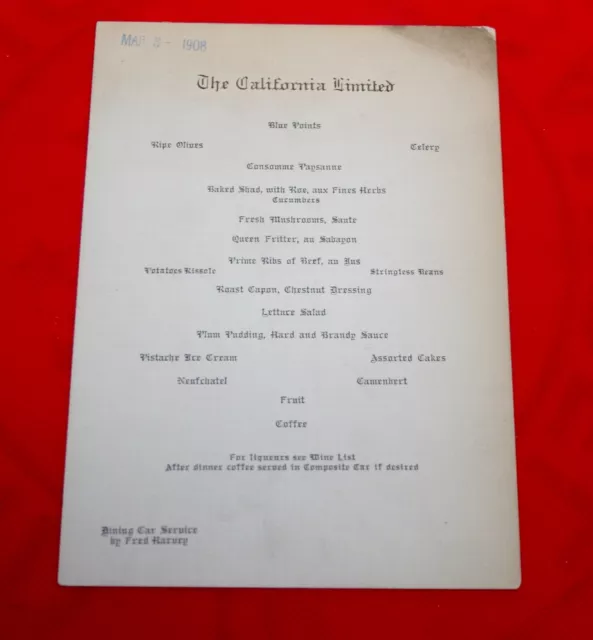 MAR 3 - 1908
The California Limited
Blue Points
Ripe Olives Celery
Consomme Paysanne
Baked Shad, with Roe, aux Fines Herbs
Cucumbers
Fresh Mushrooms, Saute
Queen Fritter, au Sabayon
Prime Ribs of Beef, au Jus
Potatoes Rissole Stringless Beans
Roast Capon, Chestnut Dressing
Lettuce Salad
Plum Pudding, Hard and Brandy Sauce
Pistache Ice Cream Assorted Cakes
Neufchatel Camenbert
Fruit
Coffee
For liqueurs see Wine List
After dinner coffee served in Composite Car if desired
Dining Car Service
by Fred Harvey